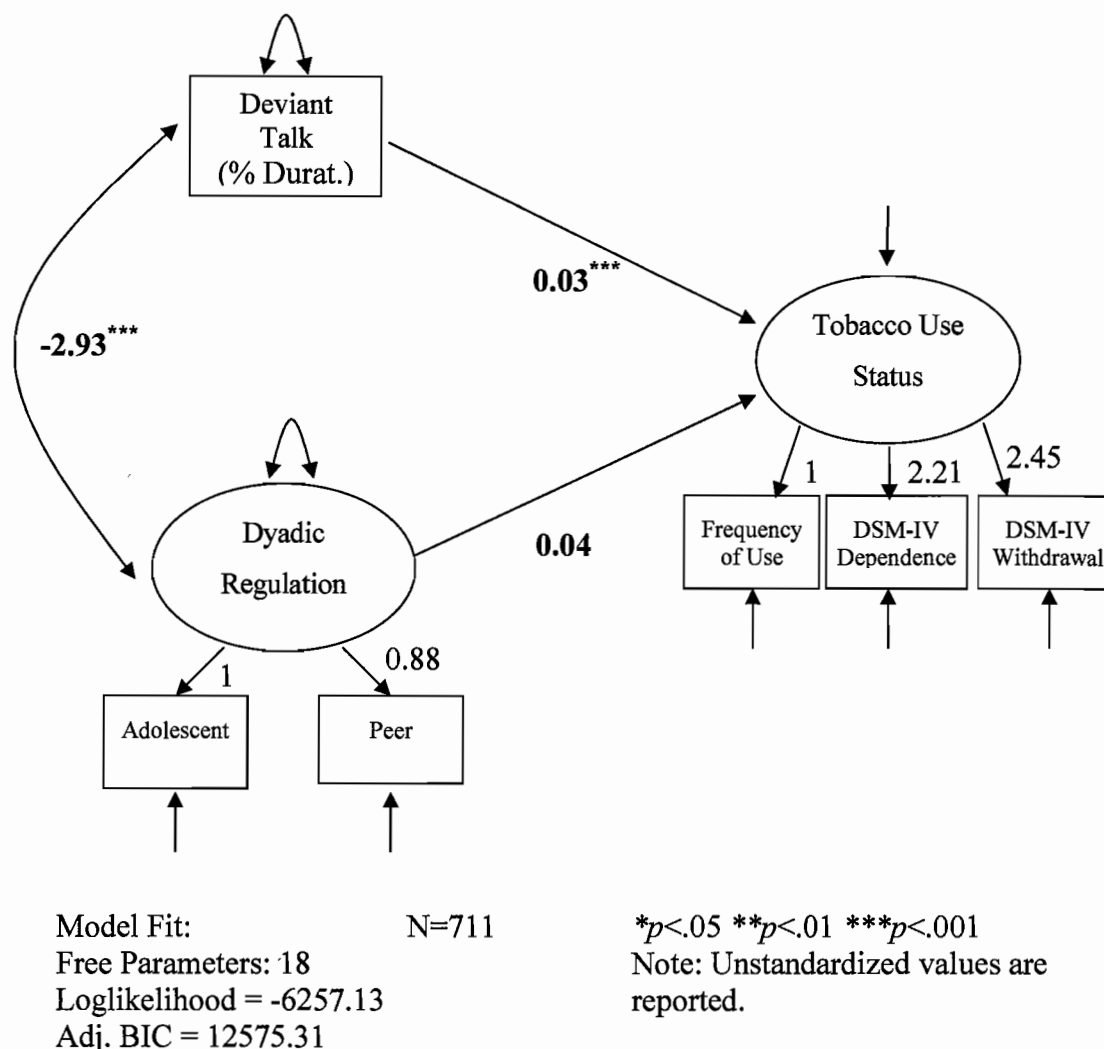 Deviant
Talk
(% Durat.)
0.03***
Tobacco Use
Status
-2.93***
1
2.21
2.45
Dyadic
Regulation
0.04
Frequency
of Use
DSM-IV
Dependence
DSM-IV
Withdrawal
1
0.88
Adolescent
Peer
Model Fit:
N=711
*p<.05 **p<.01 ***p<.001
Free Parameters: 18
Note: Unstandardized values are
Loglikelihood = -6257.13
reported.
Adj. BIC = 12575.31